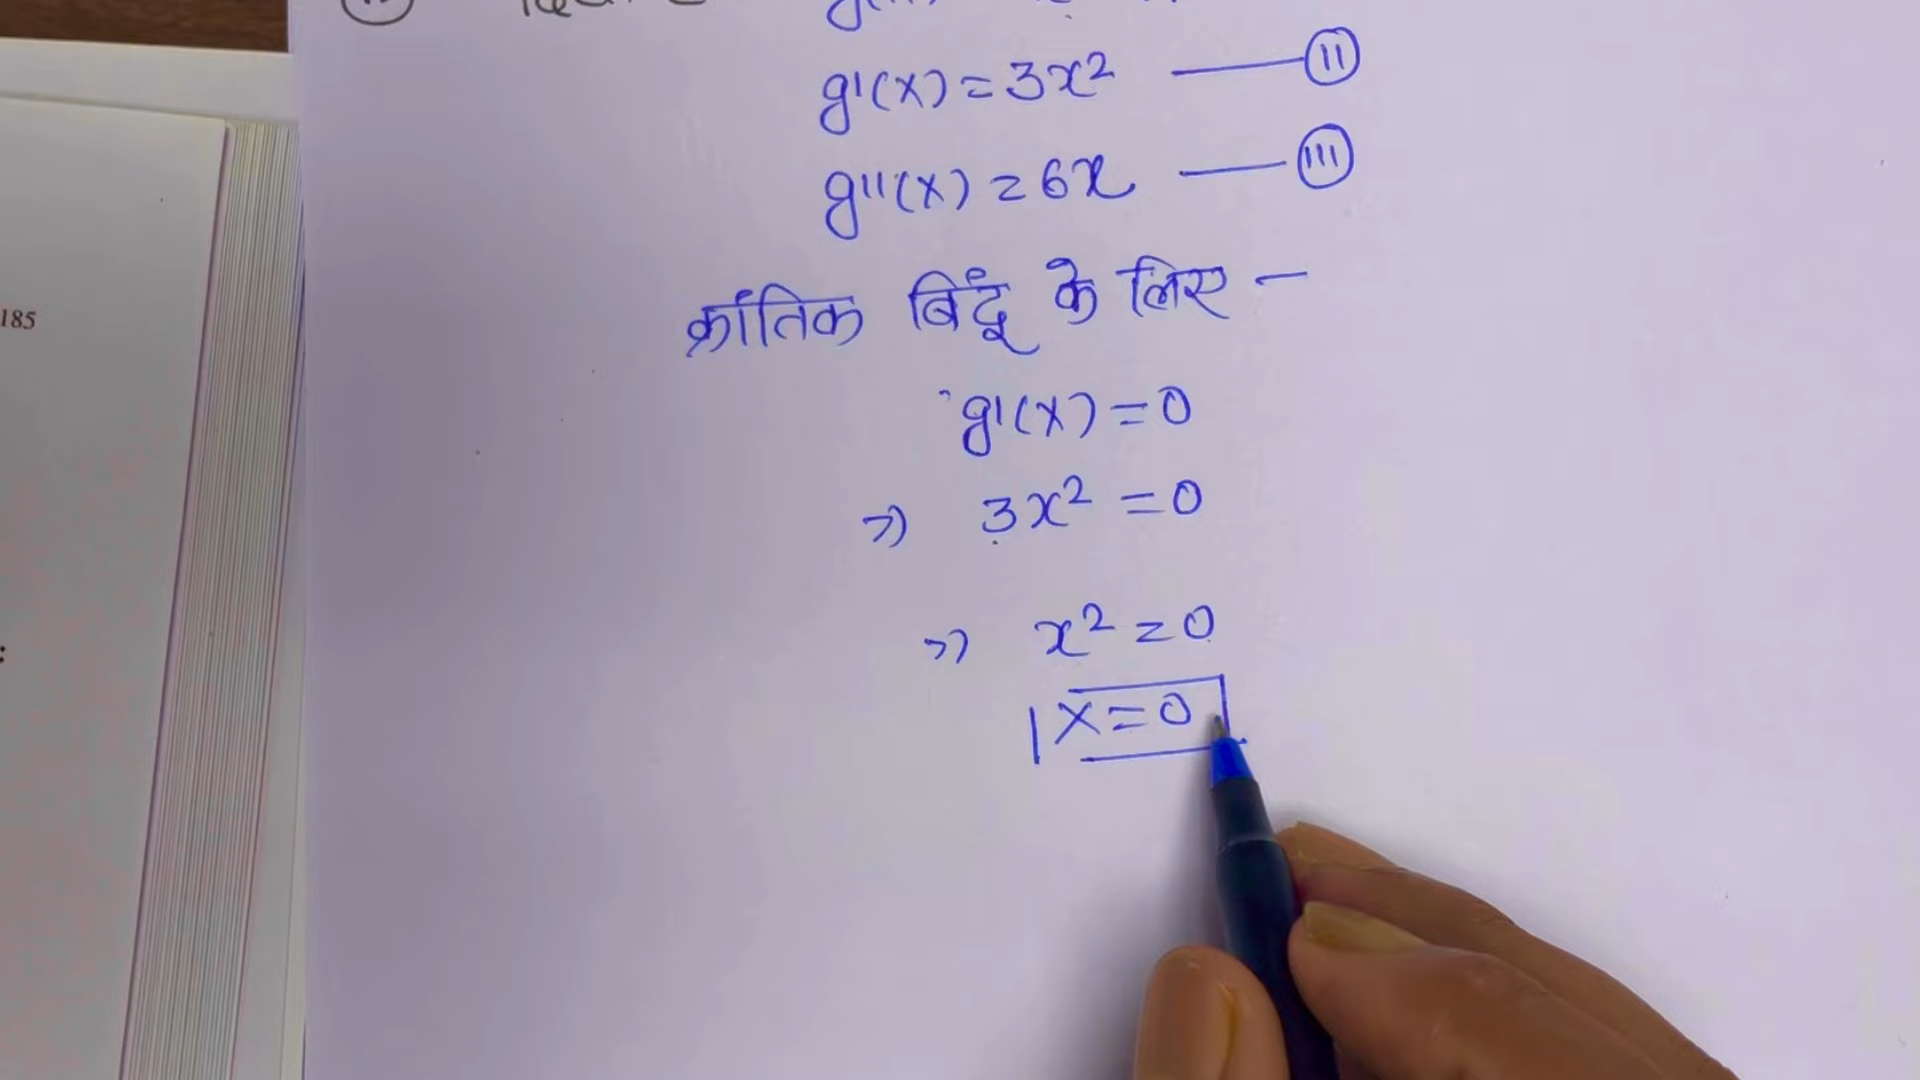 g'(x) = 3x² —— (II)
g''(x) = 6x —— (III)
क्रांतिक बिंदू के लिए –
g'(x) = 0
⇒ 3x² = 0
⇒ x² = 0
x = 0
185
: